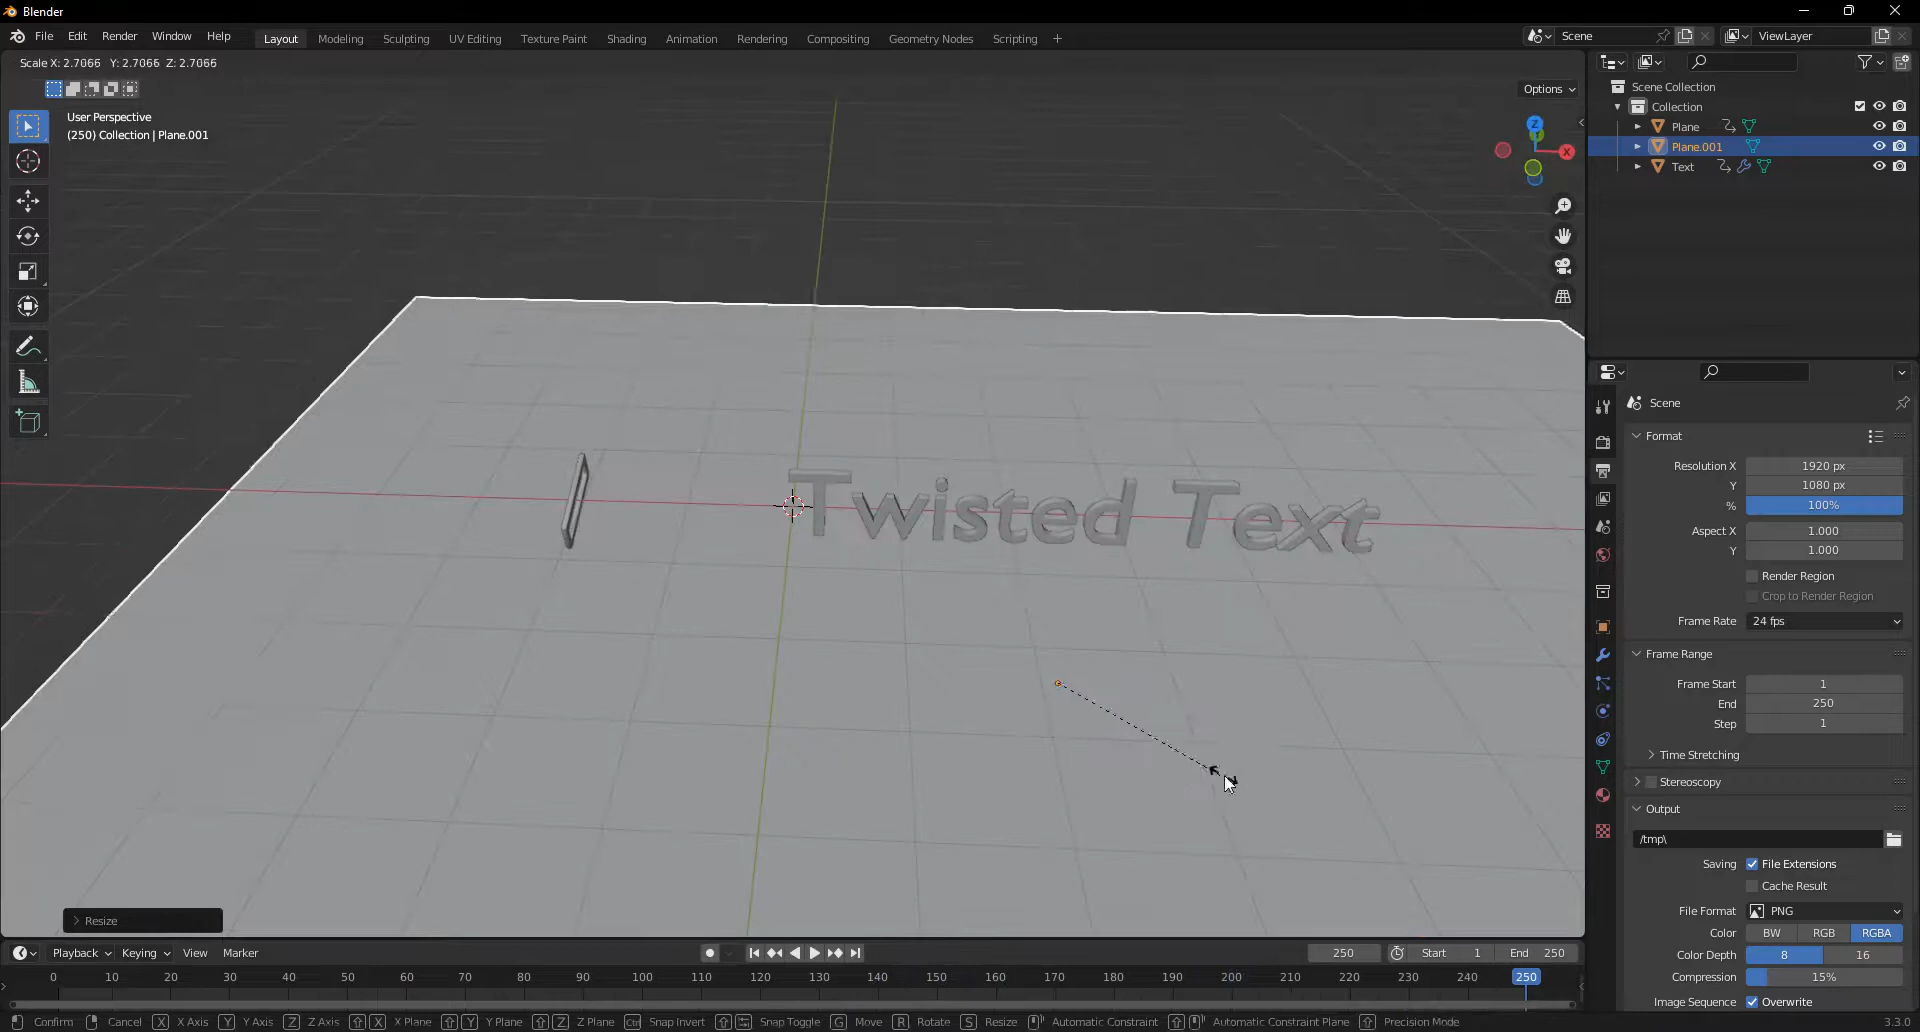 Blender
File Edit Render Window Help Layout Modeling Sculpting UV Editing Texture Paint Shading Animation Rendering Compositing Geometry Nodes Scripting + Scene ViewLayer
Scale X: 2.7066 Y: 2.7066 Z: 2.7066
Options
User Perspective
(250) Collection | Plane.001
Z
X
Scene Collection
Collection
Plane
Plane.001
Text
Twisted Text
Scene
Format
Resolution X 1920 px
Y 1080 px
% 100%
Aspect X 1.000
Y 1.000
Render Region
Crop to Render Region
Frame Rate 24 fps
Frame Range
Frame Start 1
End 250
Step 1
Time Stretching
Stereoscopy
Output
/tmp\
Saving File Extensions
Cache Result
File Format PNG
Color BW RGB RGBA
Color Depth 8 16
Compression 15%
Image Sequence Overwrite
Resize
Playback Keying View Marker 250 Start 1 End 250
0 10 20 30 40 50 60 70 80 90 100 110 120 130 140 150 160 170 180 190 200 210 220 230 240 250
Confirm Cancel X X Axis Y Y Axis Z Z Axis X X Plane Y Y Plane Z Z Plane Ctrl Snap Invert Snap Toggle G Move R Rotate S Resize Automatic Constraint Automatic Constraint Plane Precision Mode 3.3.0